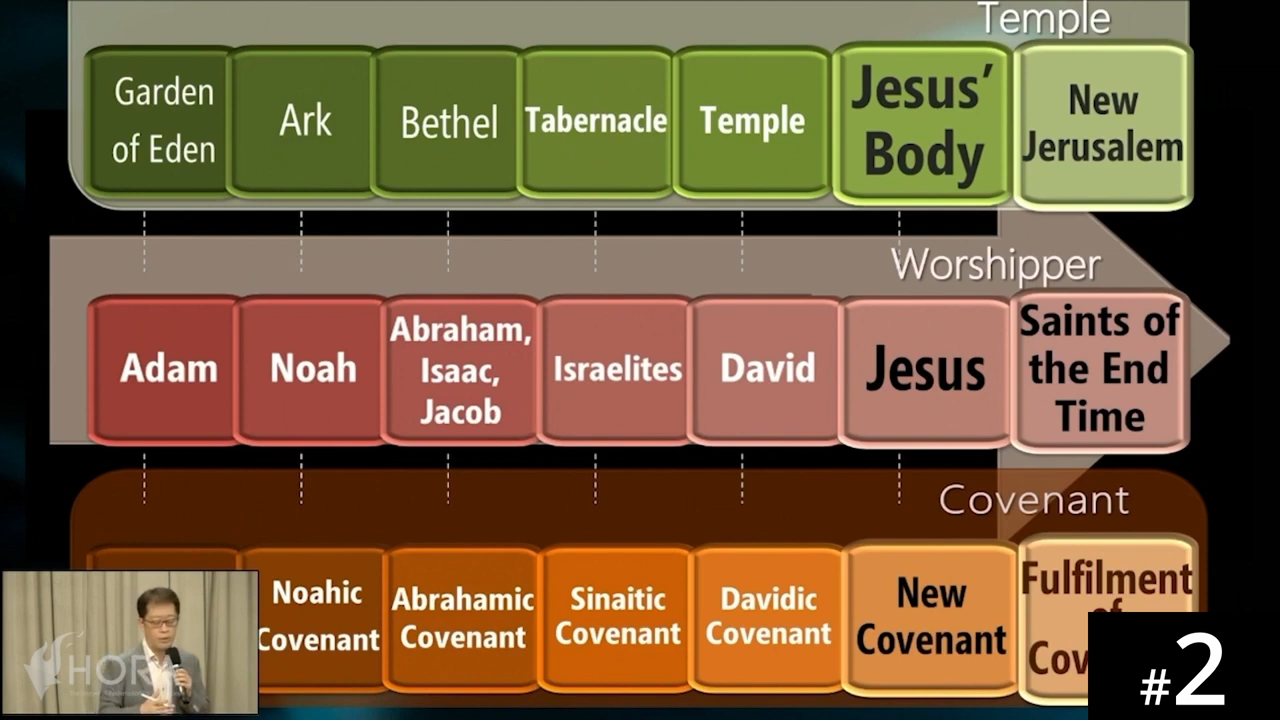 Temple
Garden
of Eden
Ark
Bethel
Tabernacle
Temple
Jesus’
Body
New
Jerusalem
Worshipper
Adam
Noah
Abraham,
Isaac,
Jacob
Israelites
David
Jesus
Saints of
the End
Time
Covenant
Noahic
Covenant
Abrahamic
Covenant
Sinaitic
Covenant
Davidic
Covenant
New
Covenant
Fulfilment
of
HORA
#2